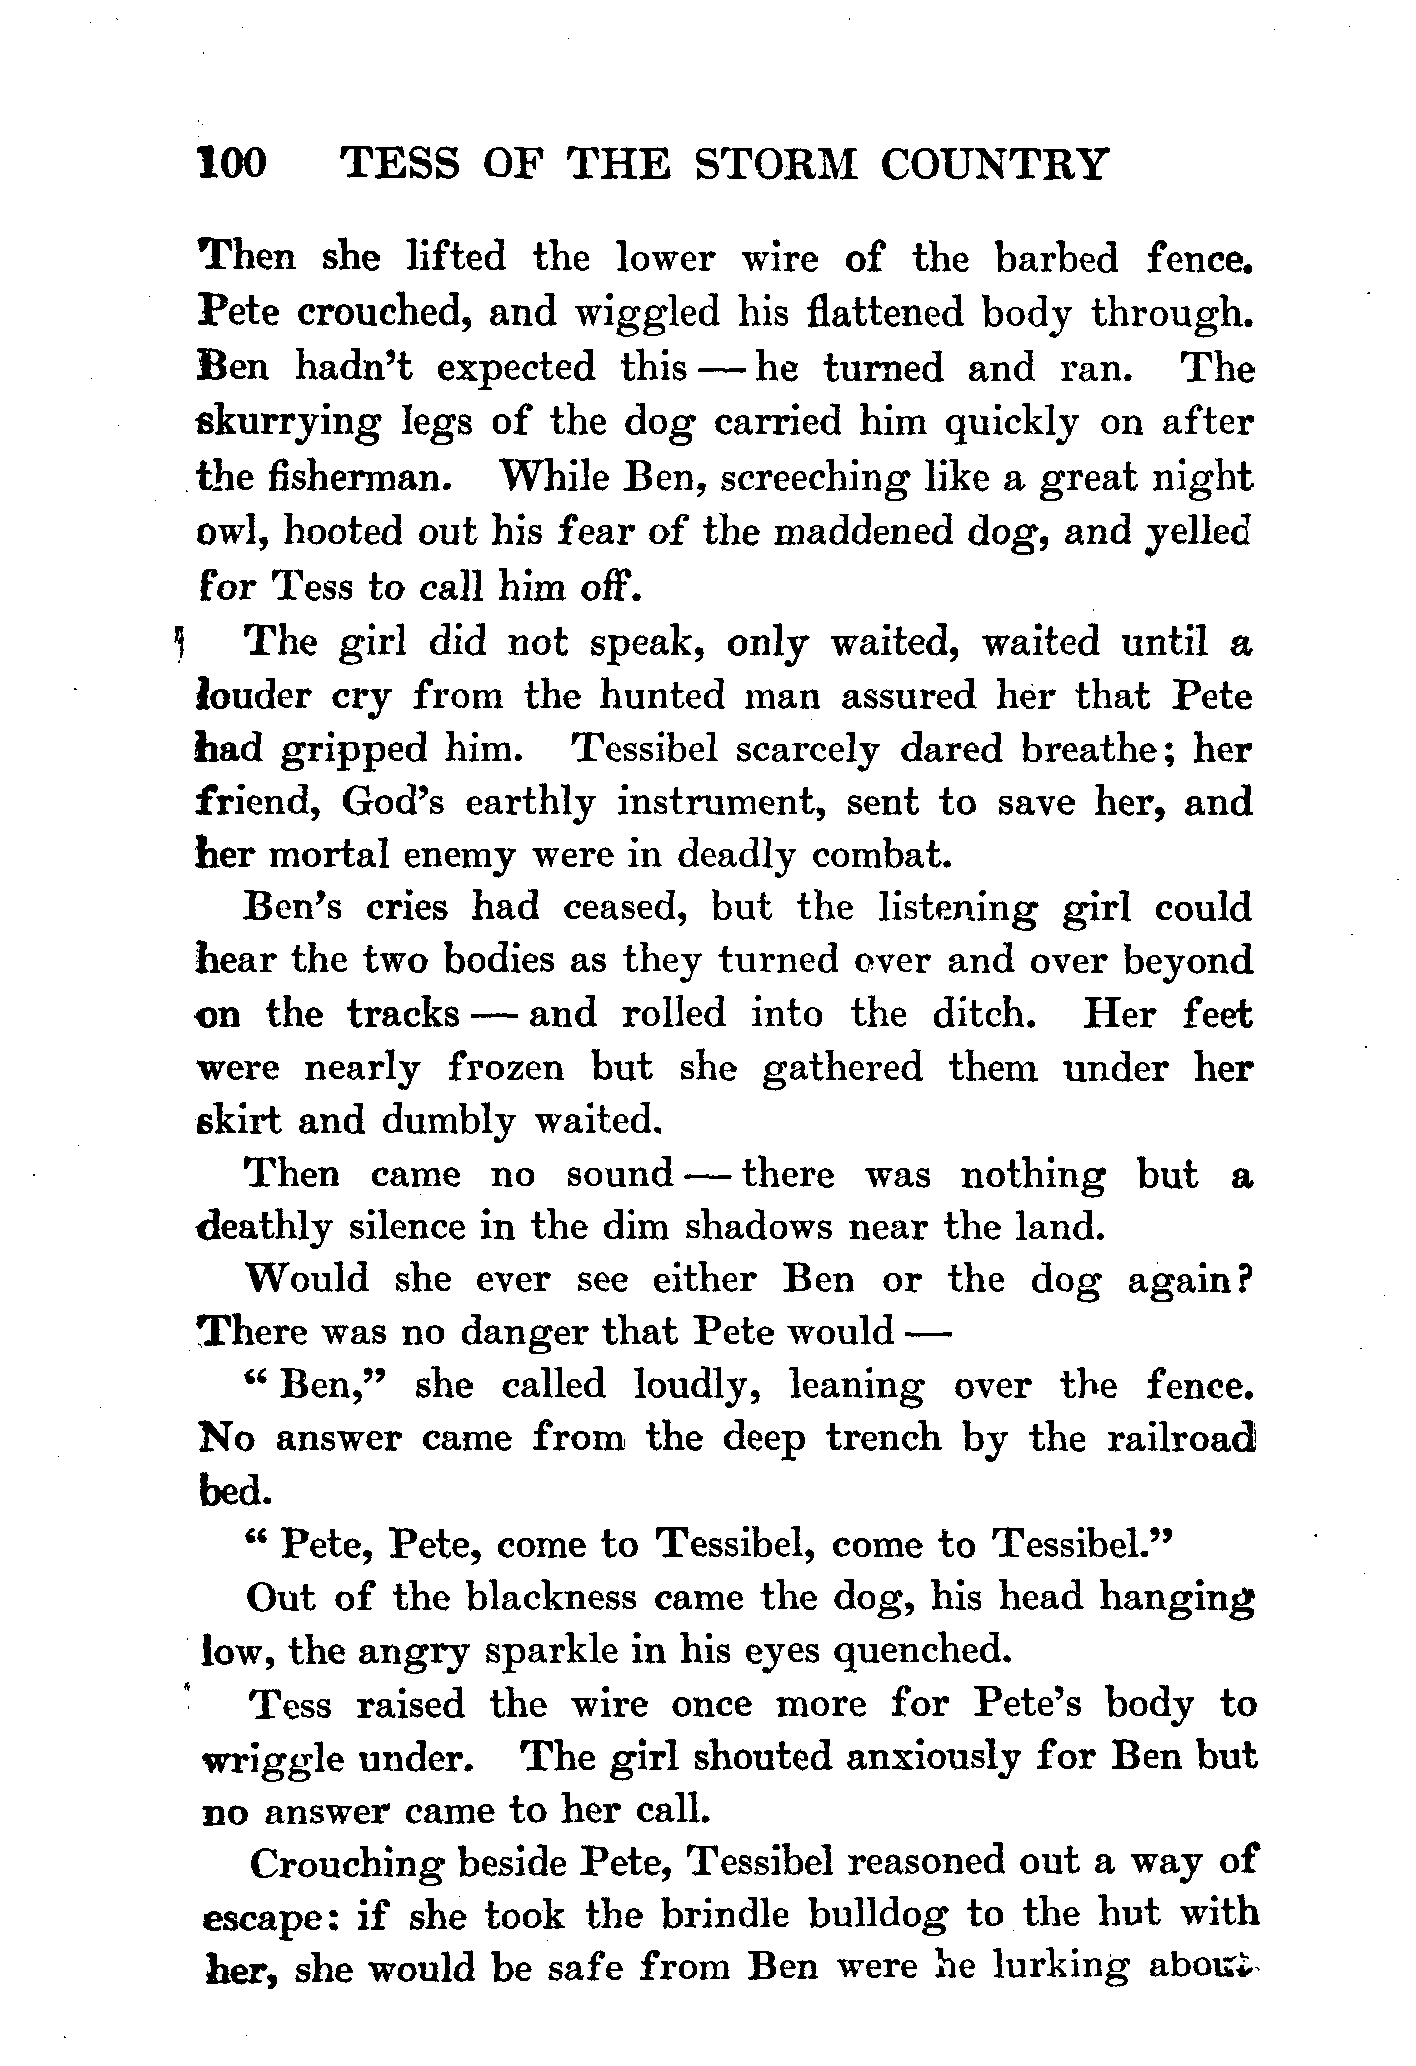 100 TESS OF THE STORM COUNTRY
Then she lifted the lower wire of the barbed fence.
Pete crouched, and wiggled his flattened body through.
Ben hadn't expected this — he turned and ran. The
skurrying legs of the dog carried him quickly on after
the fisherman. While Ben, screeching like a great night
owl, hooted out his fear of the maddened dog, and yelled
for Tess to call him off.
The girl did not speak, only waited, waited until a
louder cry from the hunted man assured her that Pete
had gripped him. Tessibel scarcely dared breathe; her
friend, God's earthly instrument, sent to save her, and
her mortal enemy were in deadly combat.
Ben's cries had ceased, but the listening girl could
hear the two bodies as they turned over and over beyond
on the tracks — and rolled into the ditch. Her feet
were nearly frozen but she gathered them under her
skirt and dumbly waited.
Then came no sound — there was nothing but a
deathly silence in the dim shadows near the land.
Would she ever see either Ben or the dog again?
There was no danger that Pete would —
" Ben," she called loudly, leaning over the fence.
No answer came from the deep trench by the railroad
bed.
" Pete, Pete, come to Tessibel, come to Tessibel."
Out of the blackness came the dog, his head hanging
low, the angry sparkle in his eyes quenched.
Tess raised the wire once more for Pete's body to
wriggle under. The girl shouted anxiously for Ben but
no answer came to her call.
Crouching beside Pete, Tessibel reasoned out a way of
escape: if she took the brindle bulldog to the hut with
her, she would be safe from Ben were he lurking about